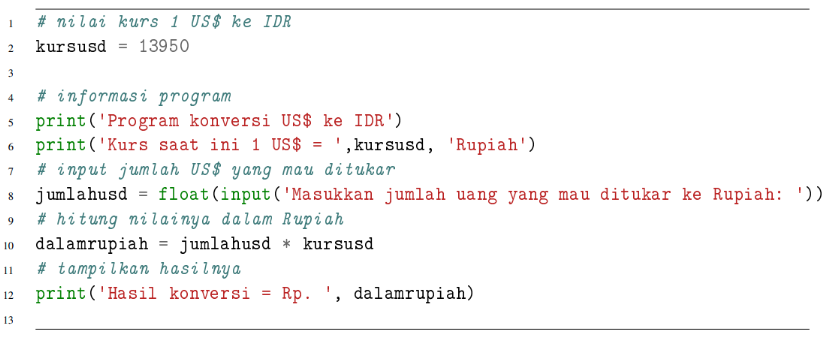 1 # nilai kurs 1 US$ ke IDR
2 kursusd = 13950
3
4 # informasi program
5 print('Program konversi US$ ke IDR')
6 print('Kurs saat ini 1 US$ = ',kursusd, 'Rupiah')
7 # input jumlah US$ yang mau ditukar
8 jumlahusd = float(input('Masukkan jumlah uang yang mau ditukar ke Rupiah: '))
9 # hitung nilainya dalam Rupiah
10 dalamrupiah = jumlahusd * kursusd
11 # tampilkan hasilnya
12 print('Hasil konversi = Rp. ', dalamrupiah)
13